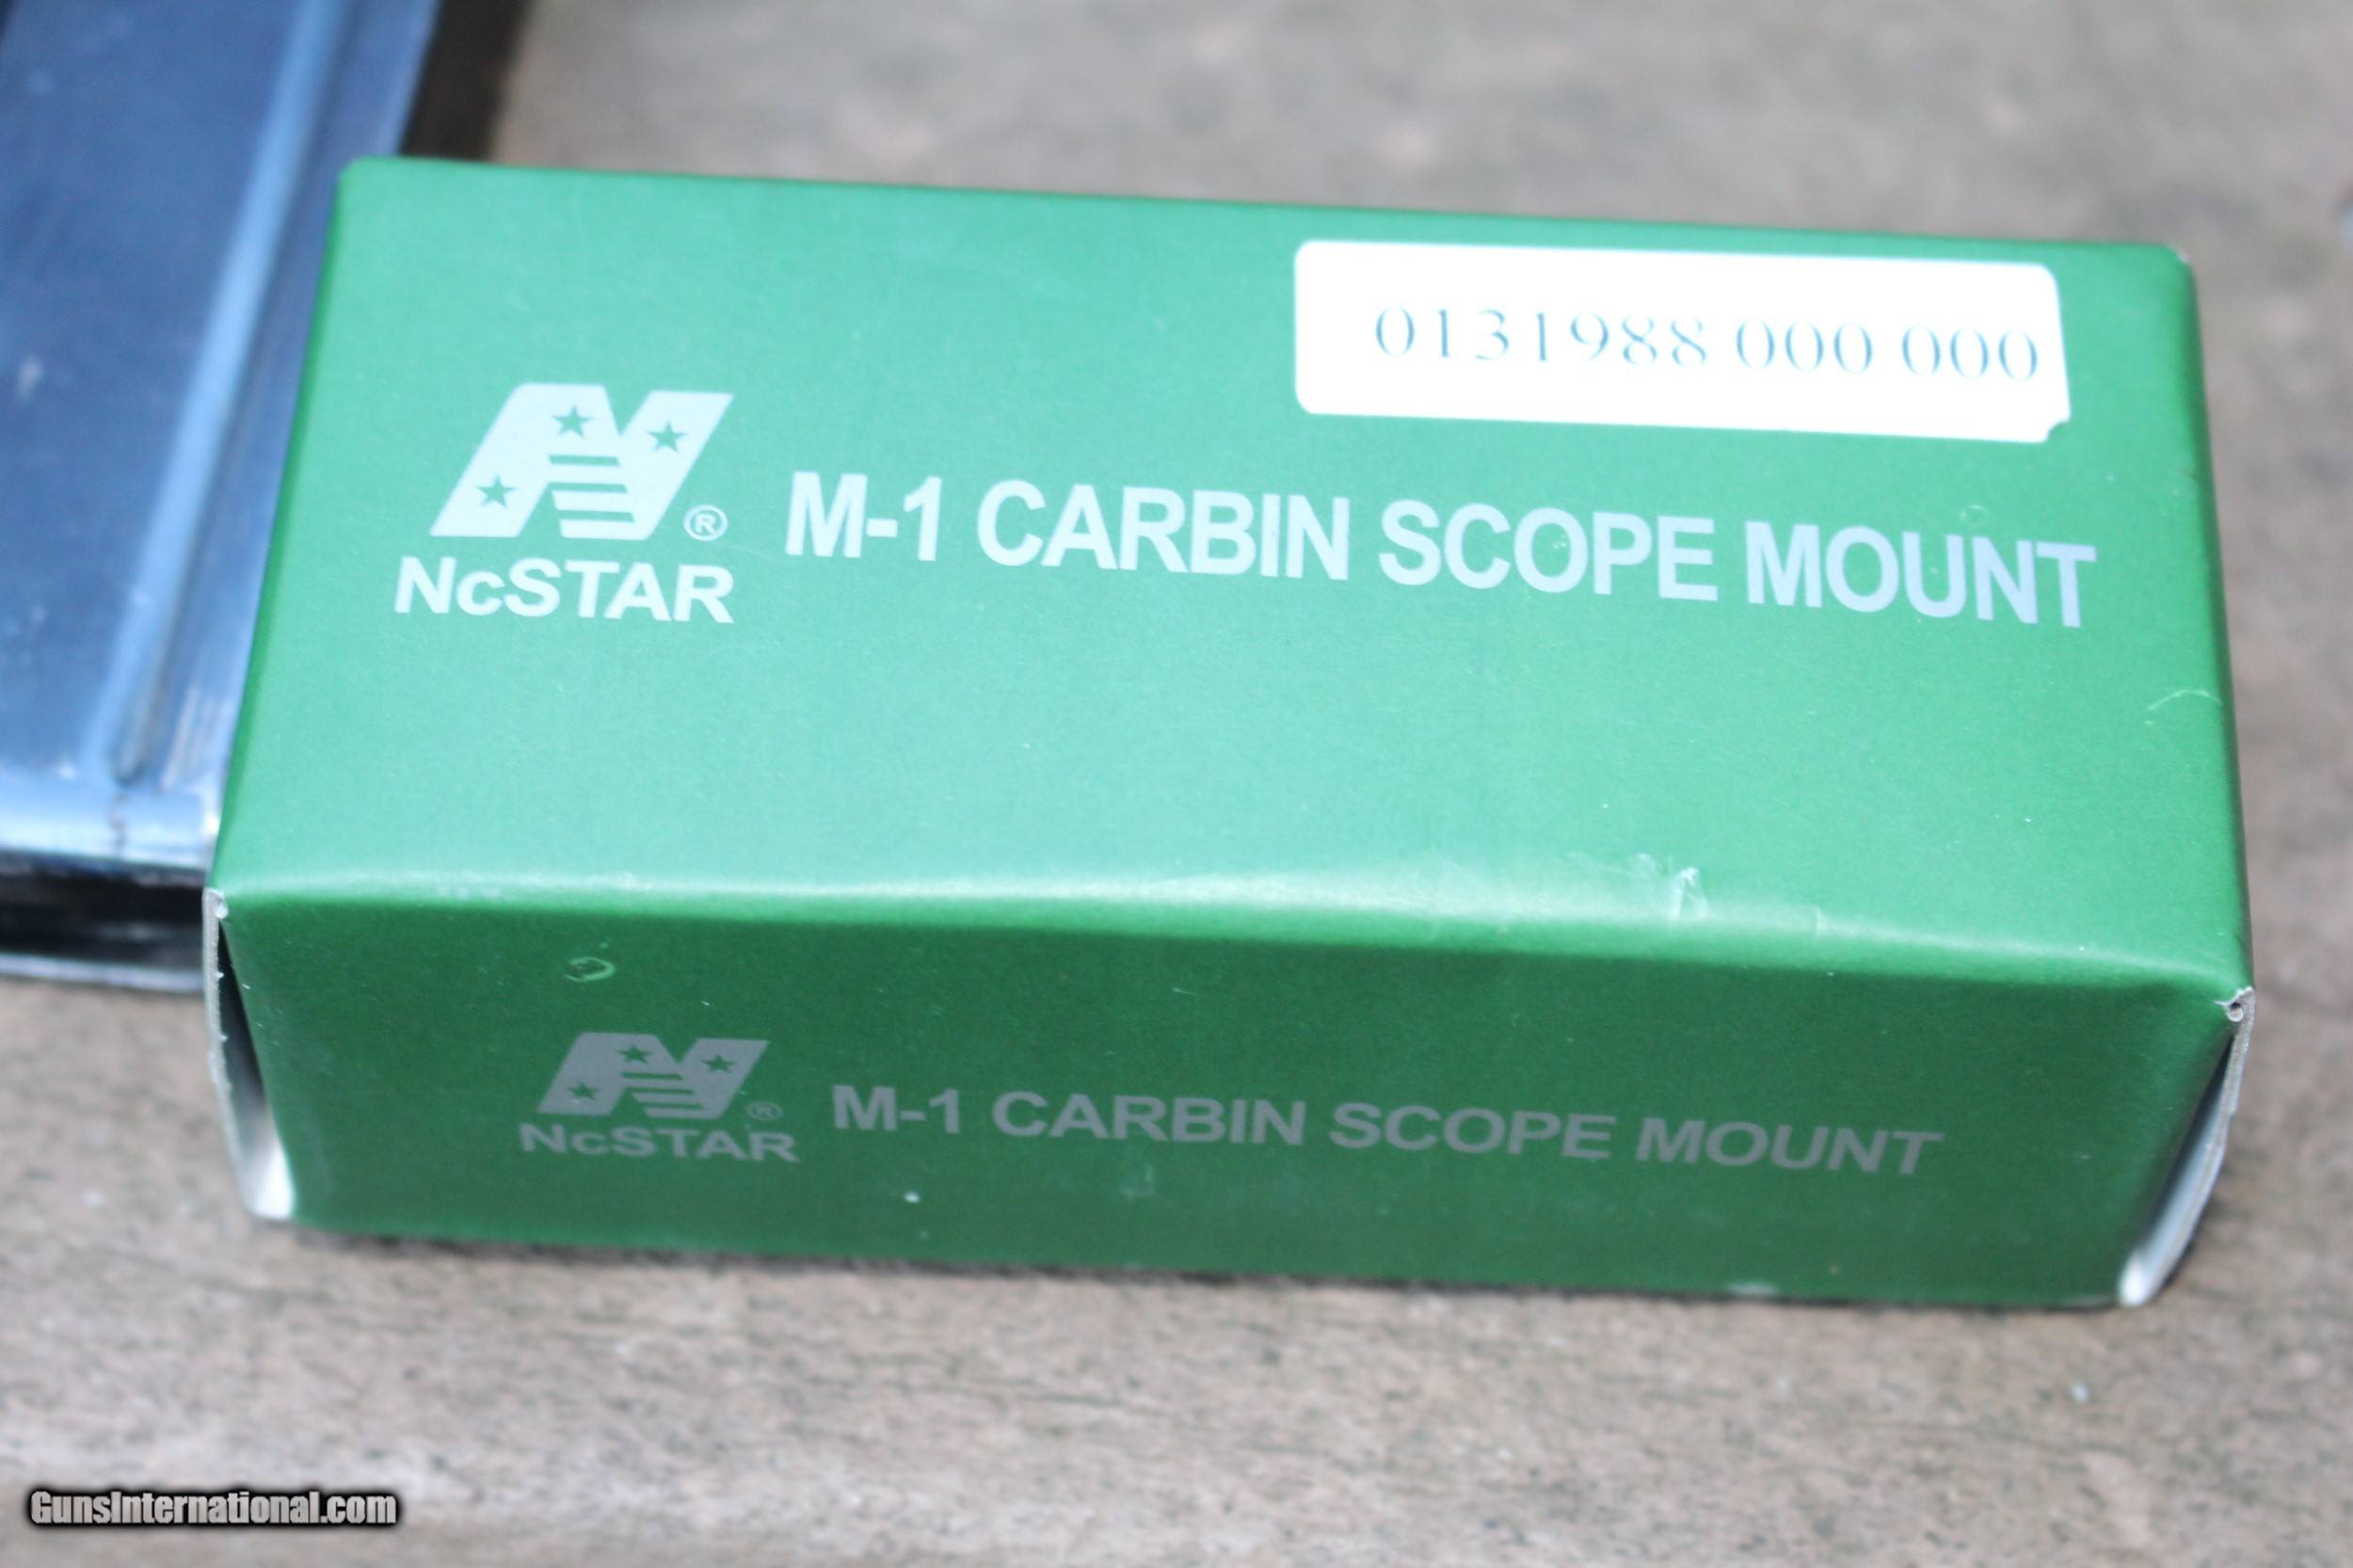 0131988 000 000
®
NcSTAR
M-1 CARBIN SCOPE MOUNT
®
NcSTAR
M-1 CARBIN SCOPE MOUNT
GunsInternational.com